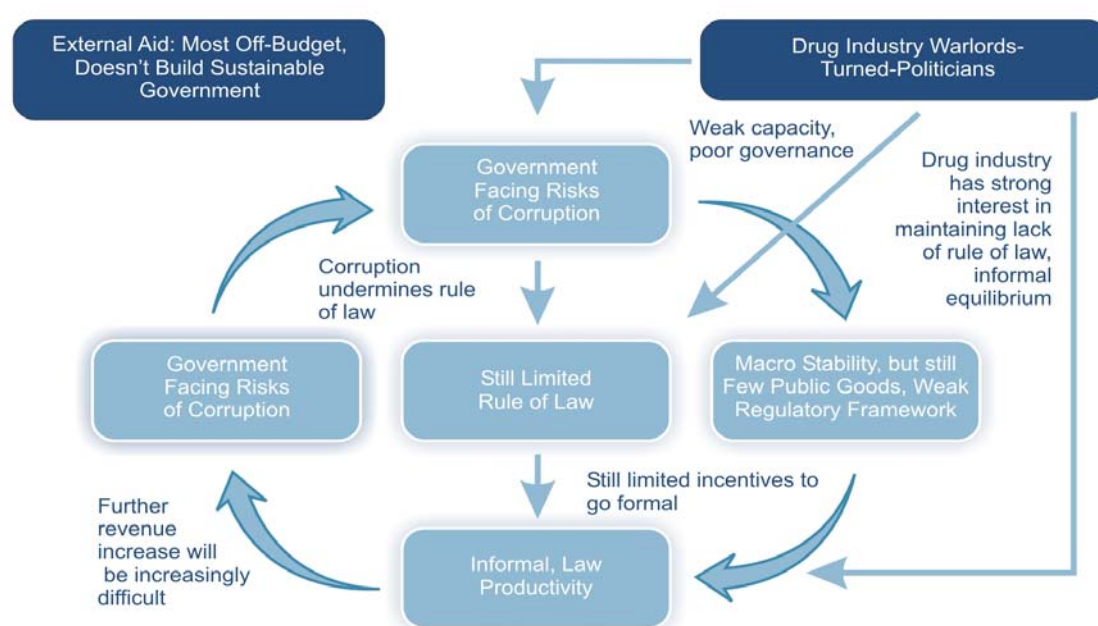 External Aid: Most Off-Budget,
Doesn't Build Sustainable
Government
Drug Industry Warlords-
Turned-Politicians
Weak capacity,
poor governance
Government
Facing Risks
of Corruption
Drug industry
has strong
interest in
maintaining lack
of rule of law,
informal
equilibrium
Corruption
undermines rule
of law
Government
Facing Risks
of Corruption
Still Limited
Rule of Law
Macro Stability, but still
Few Public Goods, Weak
Regulatory Framework
Still limited incentives to
go formal
Further
revenue
increase will
be increasingly
difficult
Informal, Law
Productivity